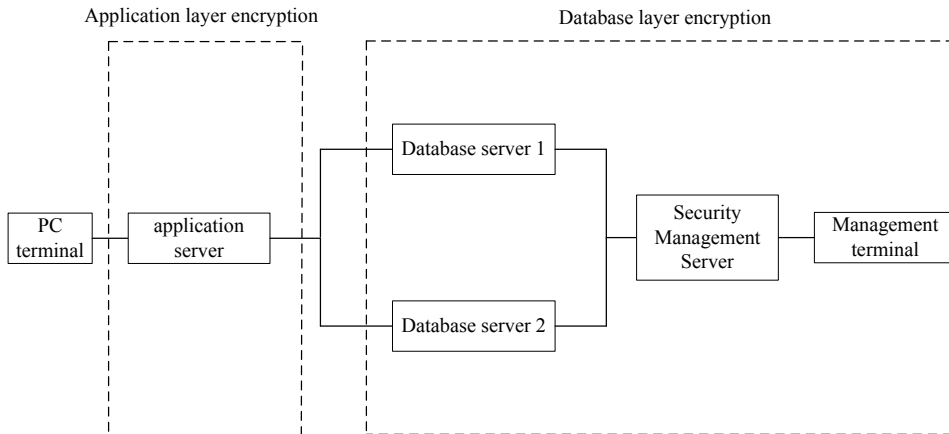 Application layer encryption
Database layer encryption
PC
terminal
application
server
Database server 1
Database server 2
Security
Management
Server
Management
terminal